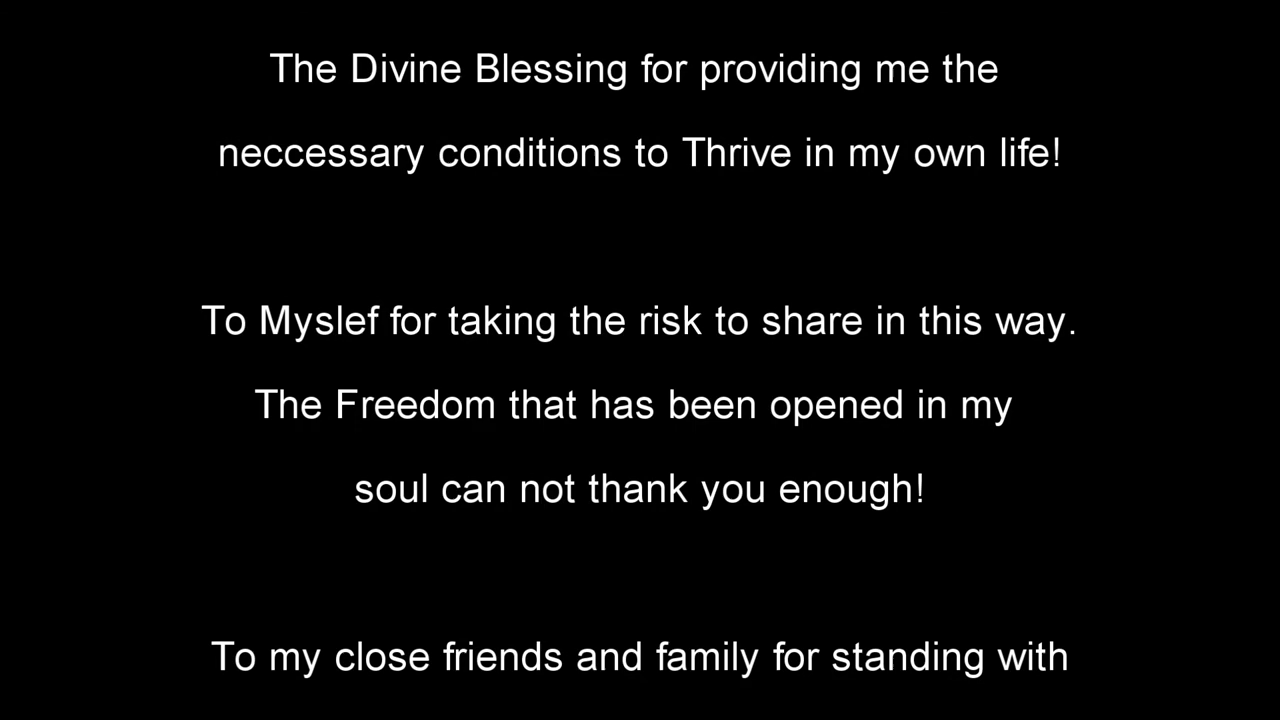 The Divine Blessing for providing me the
neccessary conditions to Thrive in my own life!
To Myslef for taking the risk to share in this way.
The Freedom that has been opened in my
soul can not thank you enough!
To my close friends and family for standing with